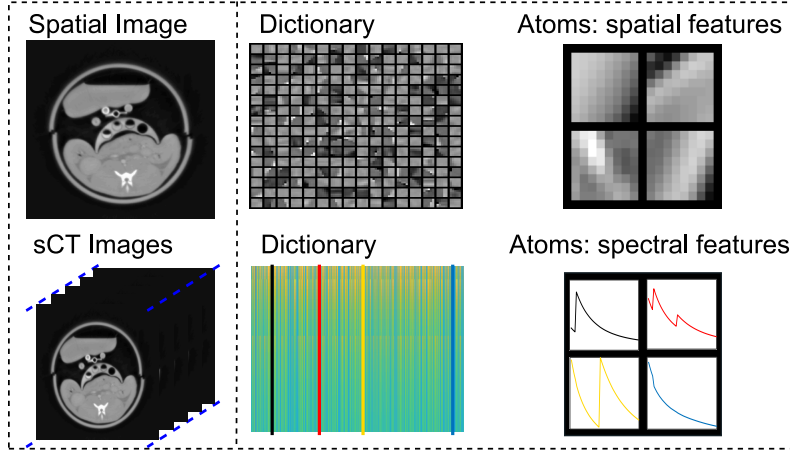 Spatial Image
Dictionary
Atoms: spatial features
sCT Images
Dictionary
Atoms: spectral features